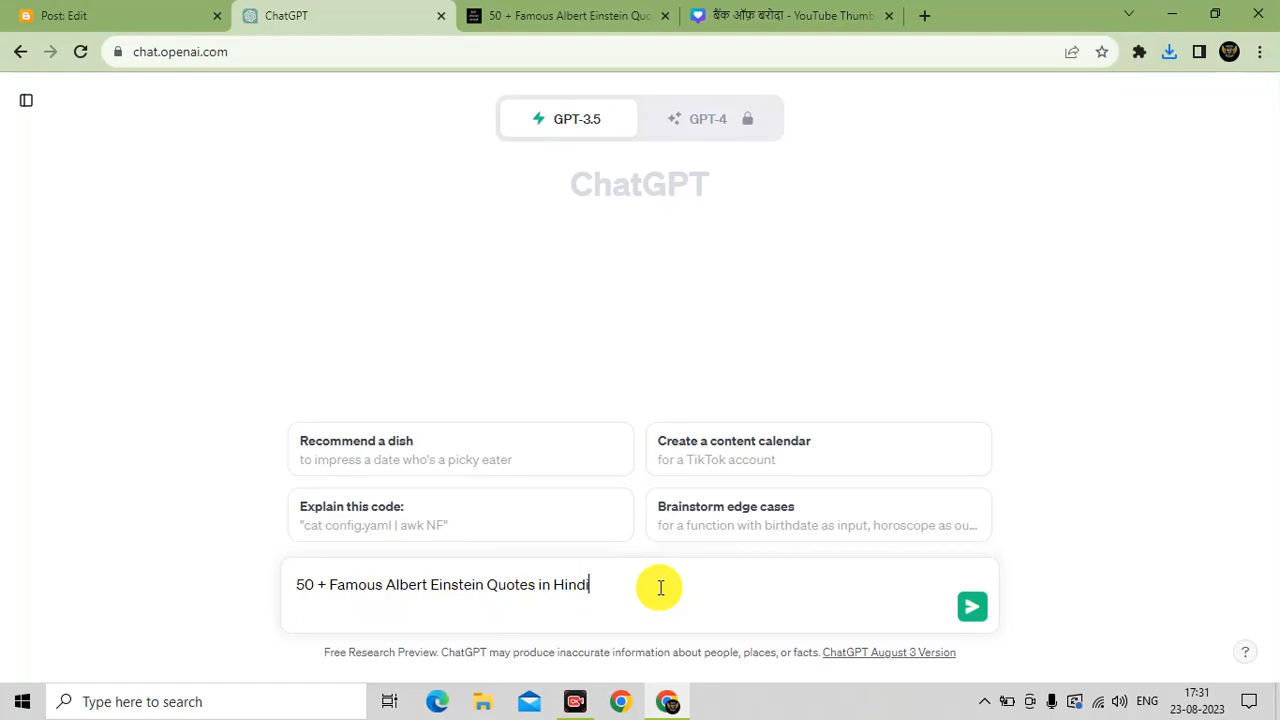 Post: Edit
ChatGPT
50 + Famous Albert Einstein Quo
बैंक ऑफ़ बरोदा - YouTube Thumb
chat.openai.com
GPT-3.5
GPT-4
ChatGPT
Recommend a dish
to impress a date who's a picky eater
Create a content calendar
for a TikTok account
Explain this code:
"cat config.yaml | awk NF"
Brainstorm edge cases
for a function with birthdate as input, horoscope as ou...
50 + Famous Albert Einstein Quotes in Hindi
Free Research Preview. ChatGPT may produce inaccurate information about people, places, or facts. ChatGPT August 3 Version
?
Type here to search
ENG
17:31
23-08-2023